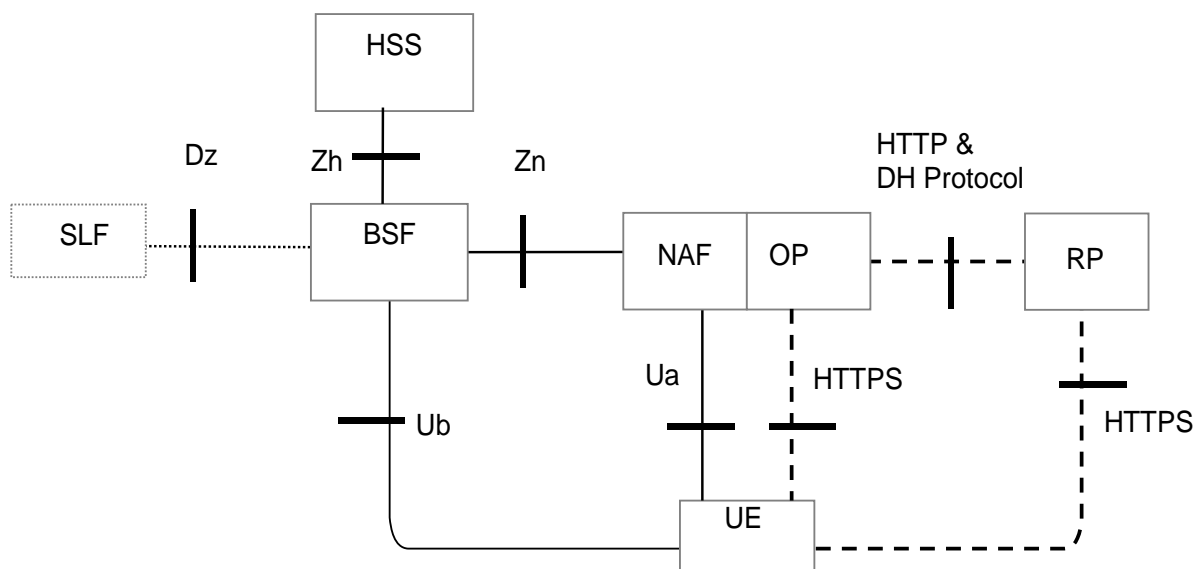 HSS
HTTP &
DH Protocol
Dz
Zh
Zn
SLF
BSF
NAF
OP
RP
Ua
HTTPS
Ub
HTTPS
UE